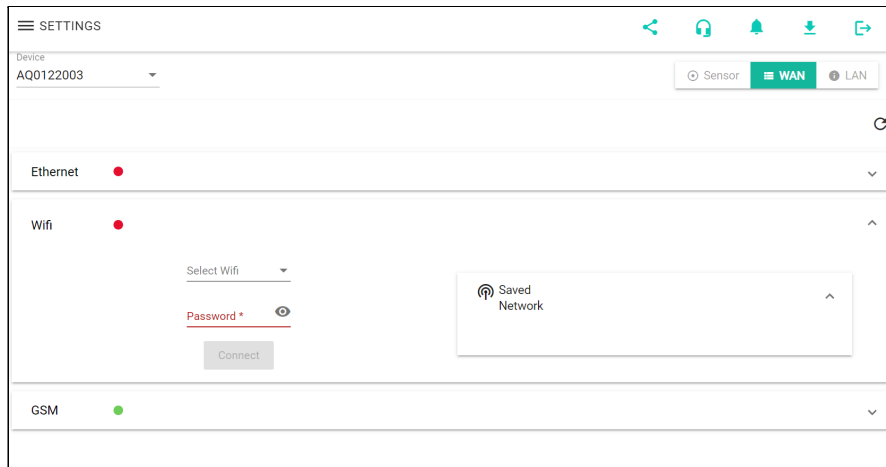 SETTINGS
Device
AQ0122003
Sensor
WAN
LAN
Ethernet
Wifi
Select Wifi
Password *
Connect
Saved
Network
GSM